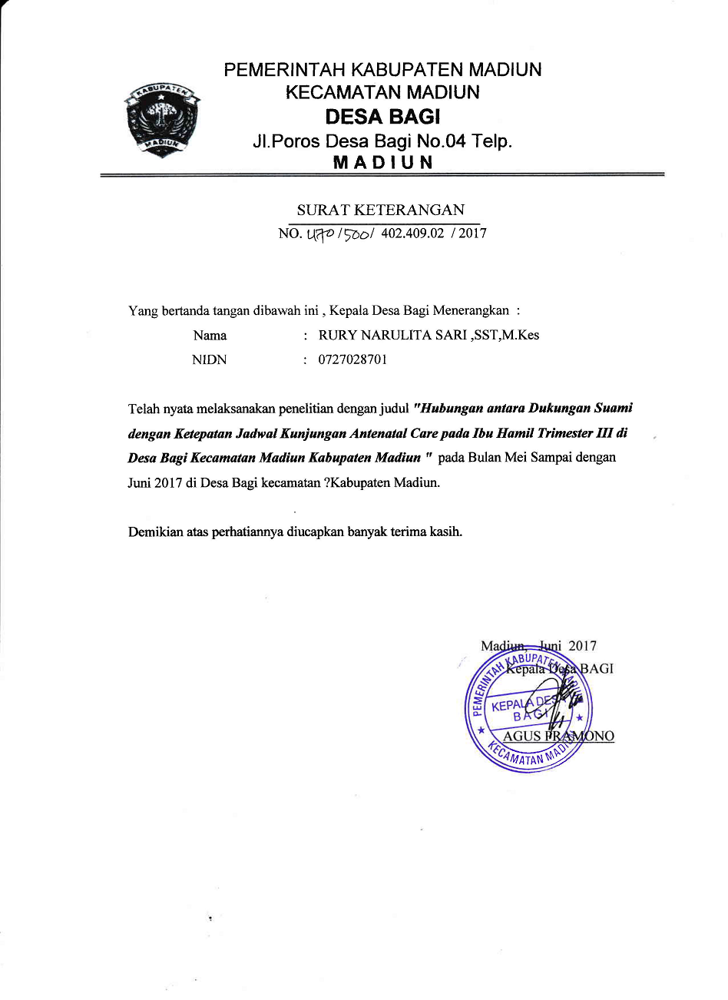 PEMERINTAH KABUPATEN MADIUN
KECAMATAN MADIUN
DESA BAGI
Jl.Poros Desa Bagi No.04 Telp.
M A D I U N
KABUPATEN
MADIUN
SURAT KETERANGAN
NO. 470 / 500 / 402.409.02 / 2017
Yang bertanda tangan dibawah ini , Kepala Desa Bagi Menerangkan :
Nama : RURY NARULITA SARI ,SST,M.Kes
NIDN : 0727028701
Telah nyata melaksanakan penelitian dengan judul "Hubungan antara Dukungan Suami
dengan Ketepatan Jadwal Kunjungan Antenatal Care pada Ibu Hamil Trimester III di
Desa Bagi Kecamatan Madiun Kabupaten Madiun " pada Bulan Mei Sampai dengan
Juni 2017 di Desa Bagi kecamatan ?Kabupaten Madiun.
Demikian atas perhatiannya diucapkan banyak terima kasih.
Madiun, Juni 2017
Kepala Desa BAGI
PEMERINTAH KABUPATEN MADIUN
KEPALA DESA
BAGI
AGUS PRAMONO
KECAMATAN MADIUN